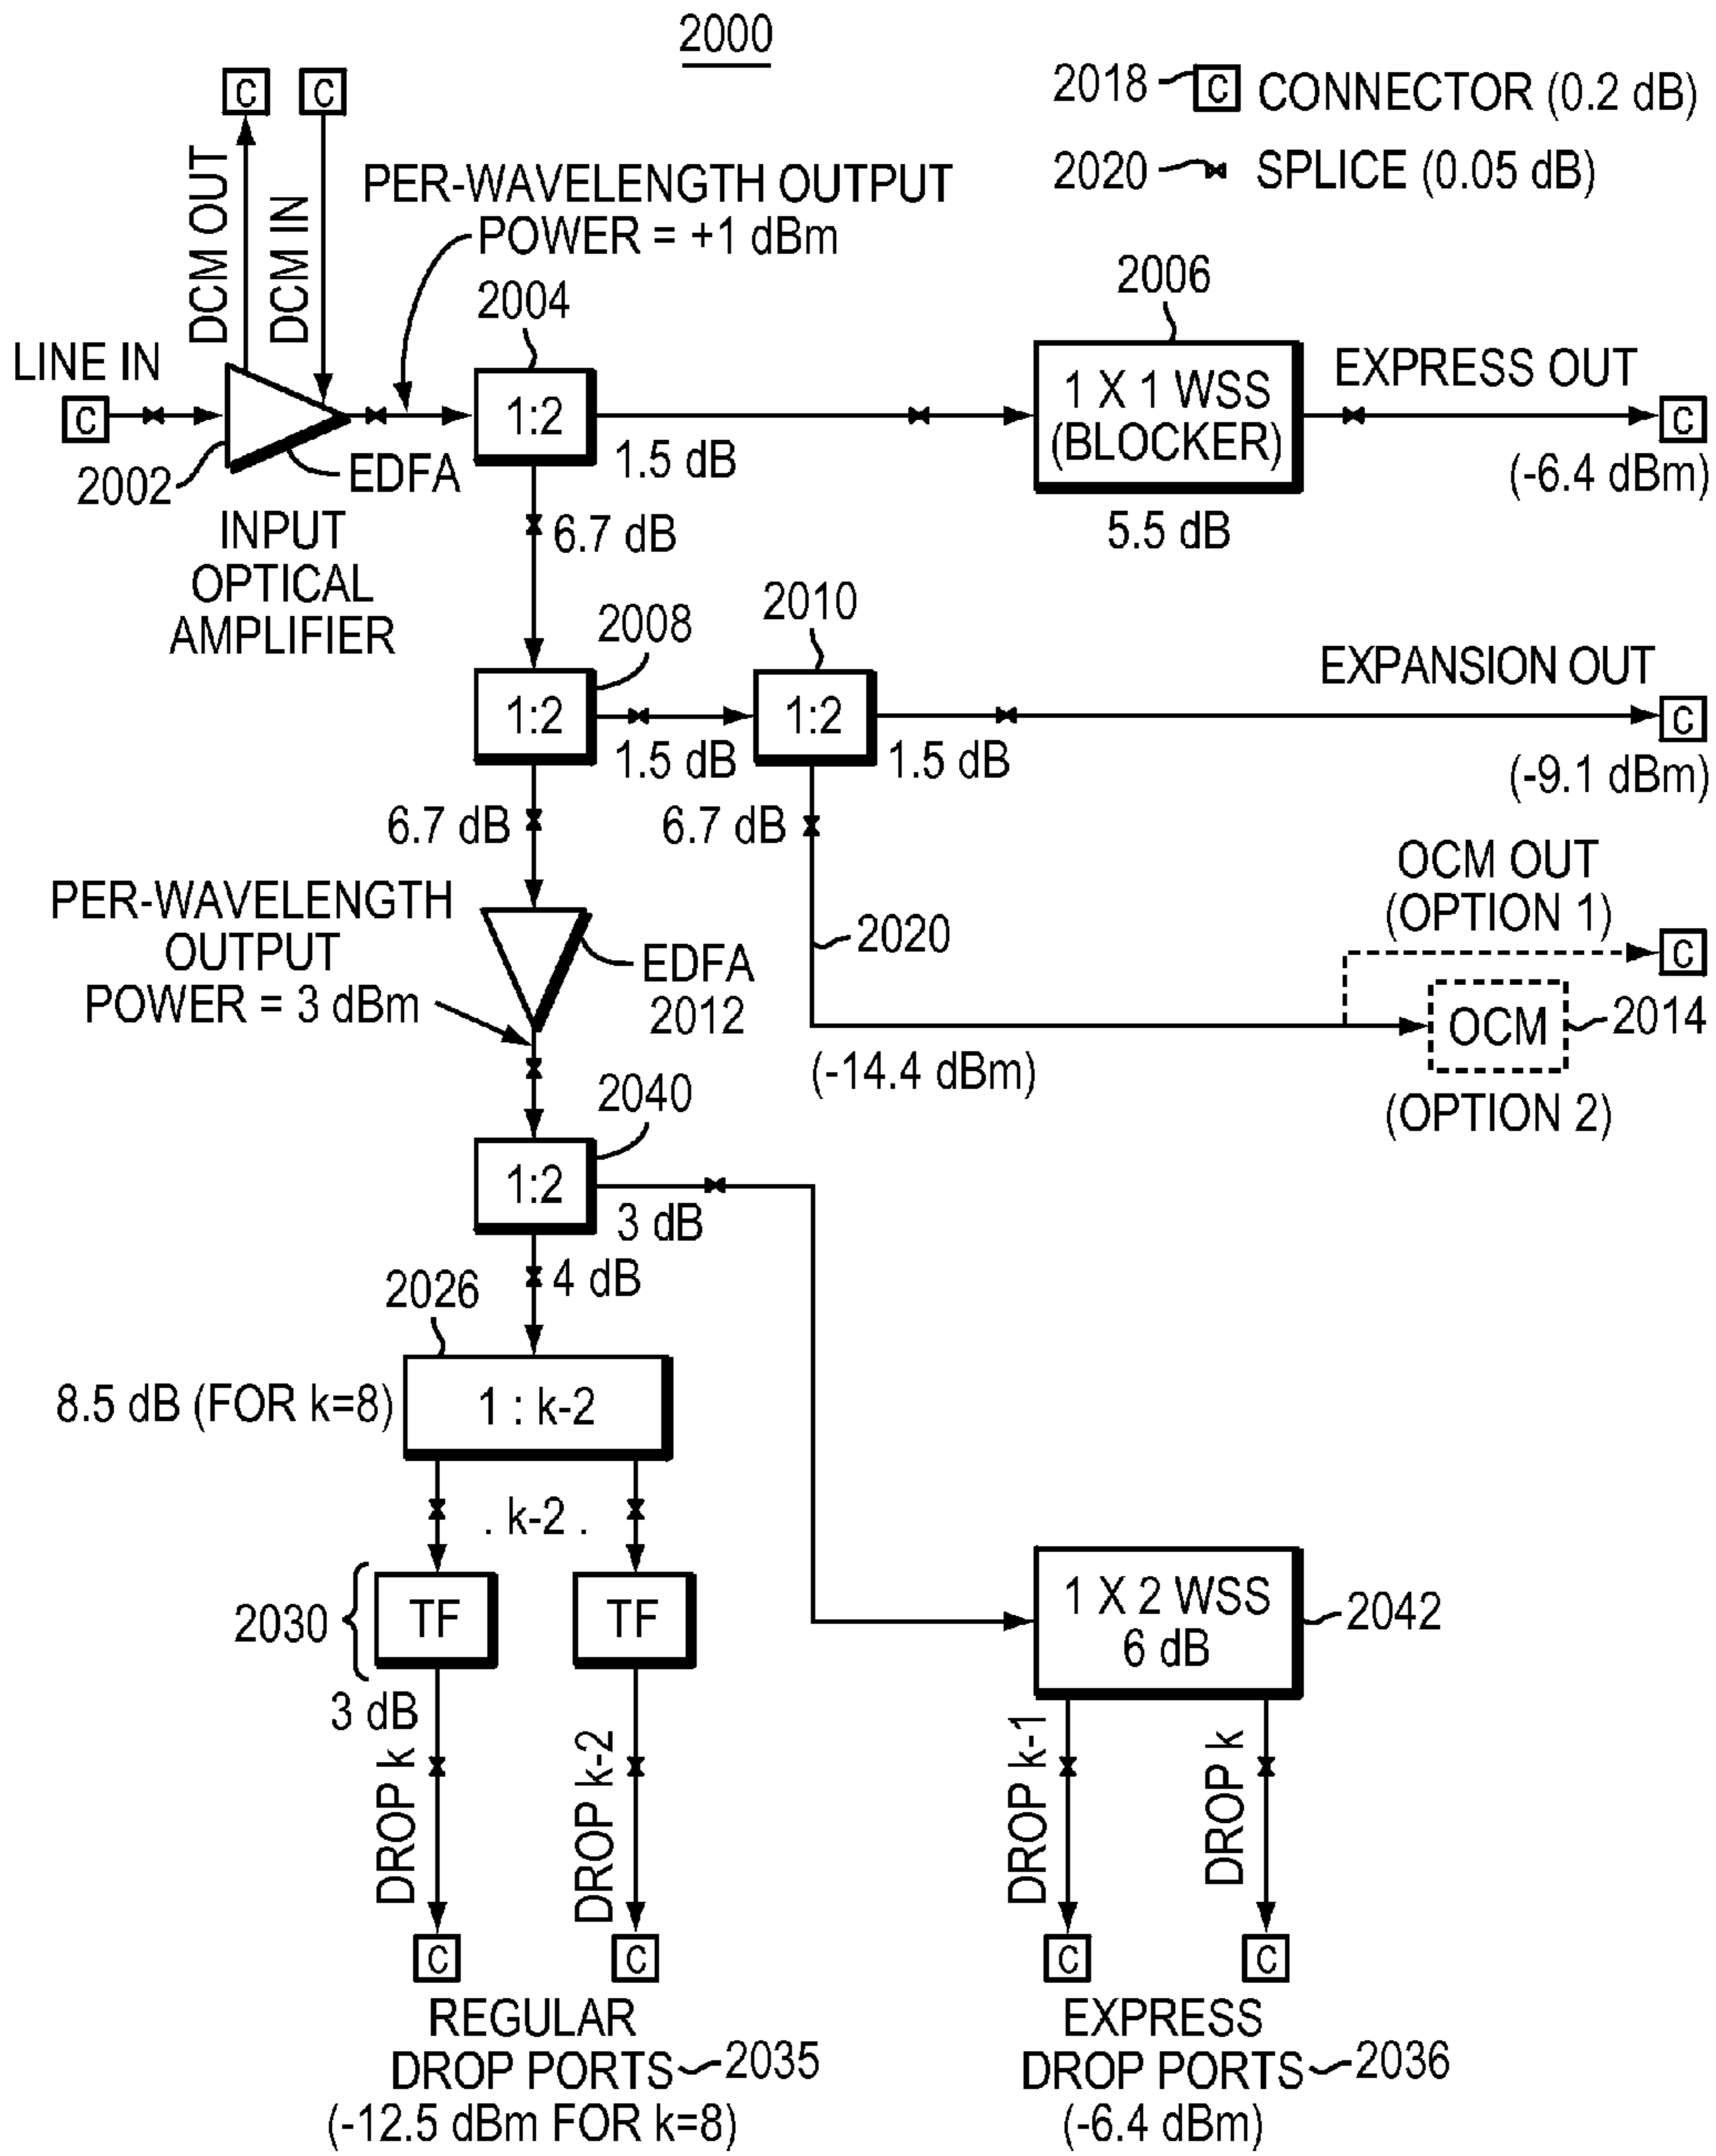 2000
2018 C CONNECTOR (0.2 dB)
2020 SPLICE (0.05 dB)
C C
DCM OUT
DCM IN
PER-WAVELENGTH OUTPUT
POWER = +1 dBm
LINE IN
C
2002
EDFA
INPUT
OPTICAL
AMPLIFIER
2004
1:2
1.5 dB
6.7 dB
2006
1 X 1 WSS
(BLOCKER)
5.5 dB
EXPRESS OUT
C
(-6.4 dBm)
2008
1:2
1.5 dB
6.7 dB
2010
1:2
1.5 dB
6.7 dB
EXPANSION OUT
C
(-9.1 dBm)
OCM OUT
(OPTION 1)
C
2020
OCM
2014
(OPTION 2)
(-14.4 dBm)
PER-WAVELENGTH
OUTPUT
POWER = 3 dBm
EDFA
2012
2040
1:2
3 dB
4 dB
2026
8.5 dB (FOR k=8)
1 : k-2
. k-2 .
2030
TF TF
3 dB
1 X 2 WSS
6 dB
2042
DROP k
DROP k-2
DROP k-1
DROP k
C C C C
REGULAR
DROP PORTS 2035
(-12.5 dBm FOR k=8)
EXPRESS
DROP PORTS 2036
(-6.4 dBm)